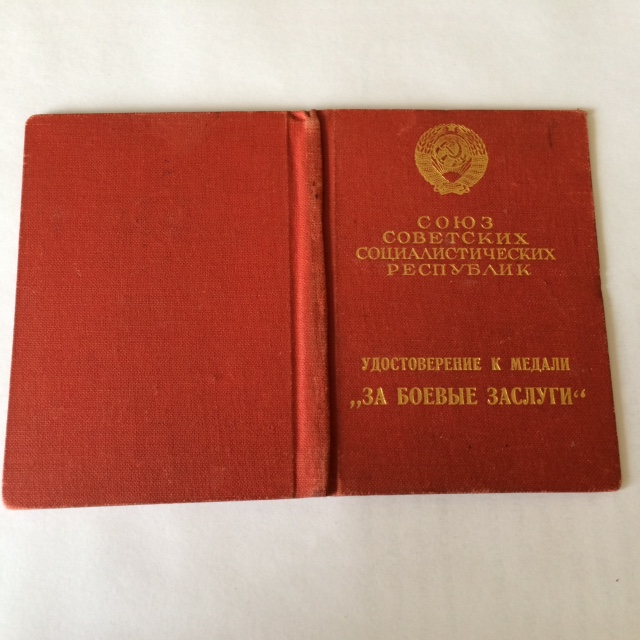 СОЮЗ
СОВЕТСКИХ
СОЦИАЛИСТИЧЕСКИХ
РЕСПУБЛИК
УДОСТОВЕРЕНИЕ К МЕДАЛИ
„ЗА БОЕВЫЕ ЗАСЛУГИ“